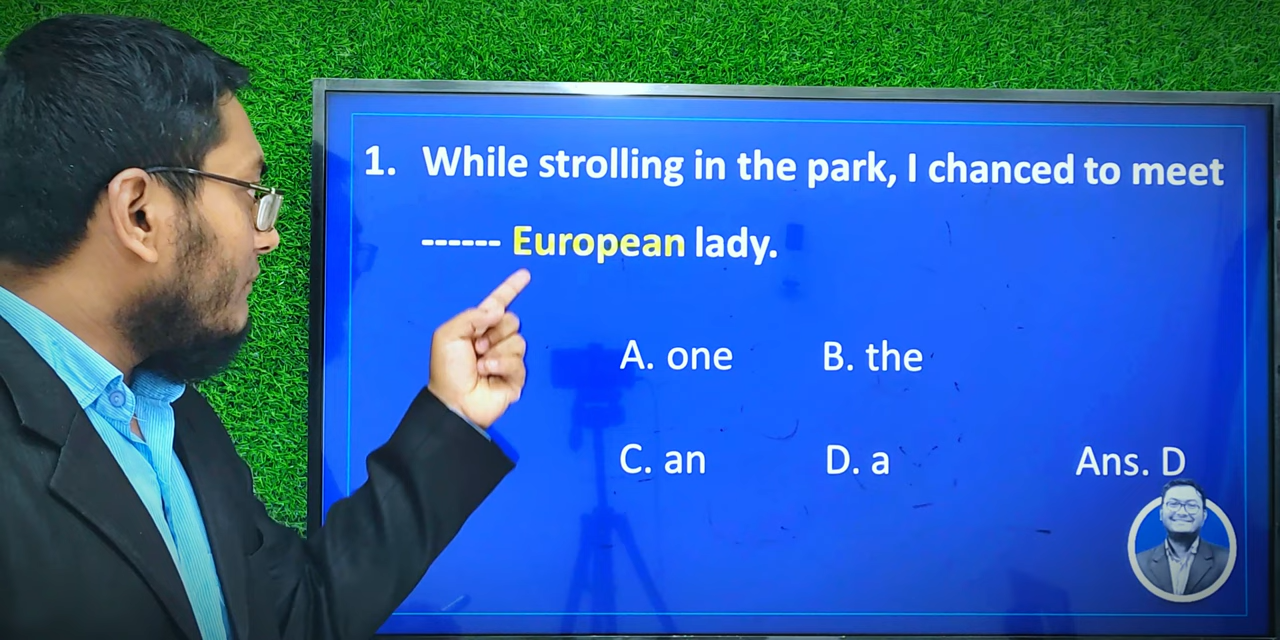 1. While strolling in the park, I chanced to meet
------ European lady.
A. one B. the
C. an D. a Ans. D